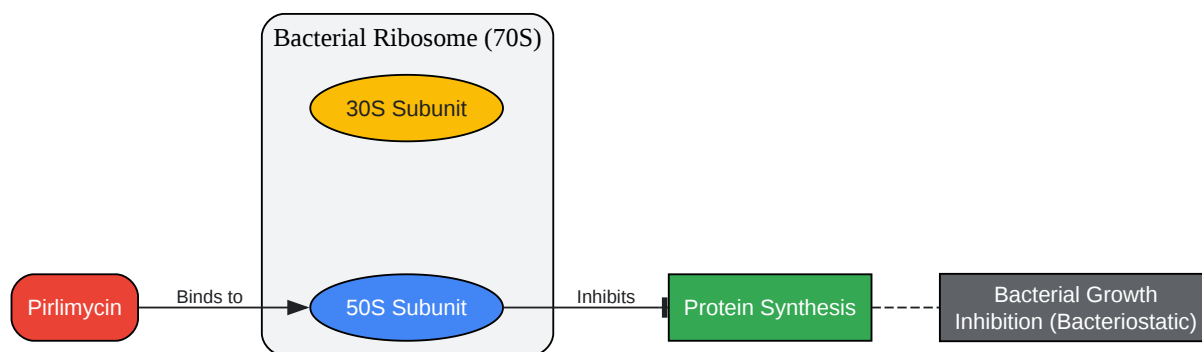 Bacterial Ribosome (70S)
30S Subunit
Pirlimycin
Binds to
50S Subunit
Inhibits
Protein Synthesis
Bacterial Growth
Inhibition (Bacteriostatic)